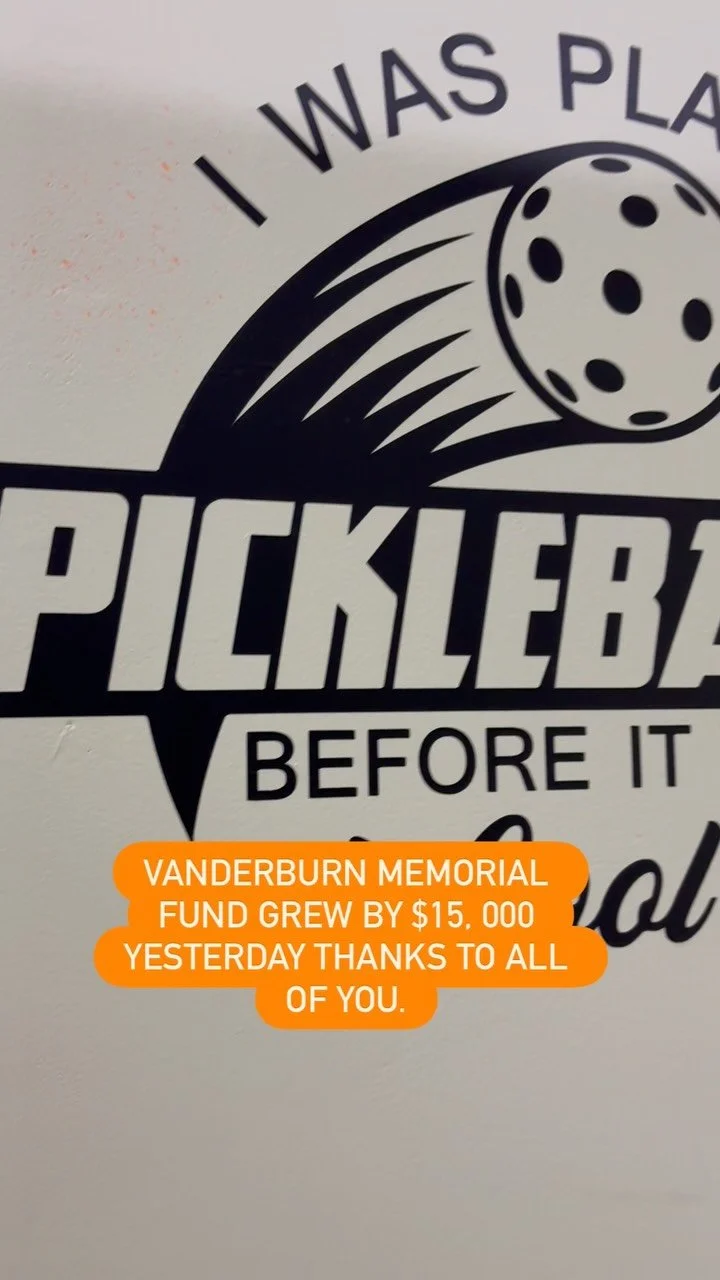 I WAS PLA
PICKLEBA
BEFORE IT
VANDERBURN MEMORIAL
FUND GREW BY $15, 000
YESTERDAY THANKS TO ALL
OF YOU.